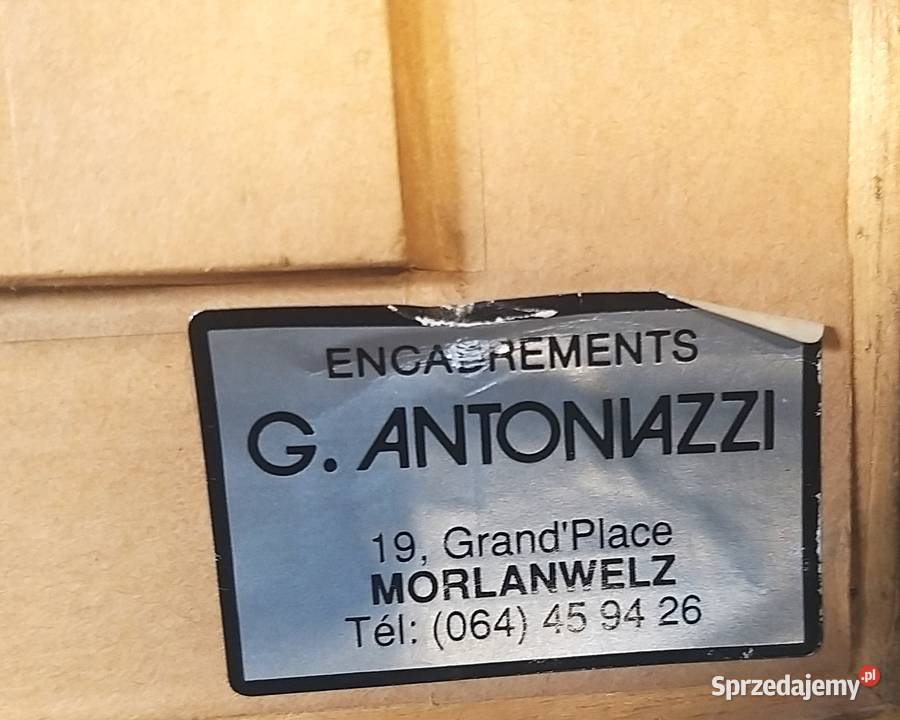 ENCADREMENTS
G. ANTONIAZZI
19, Grand'Place
MORLANWELZ
Tél: (064) 45 94 26
Sprzedajemy.pl